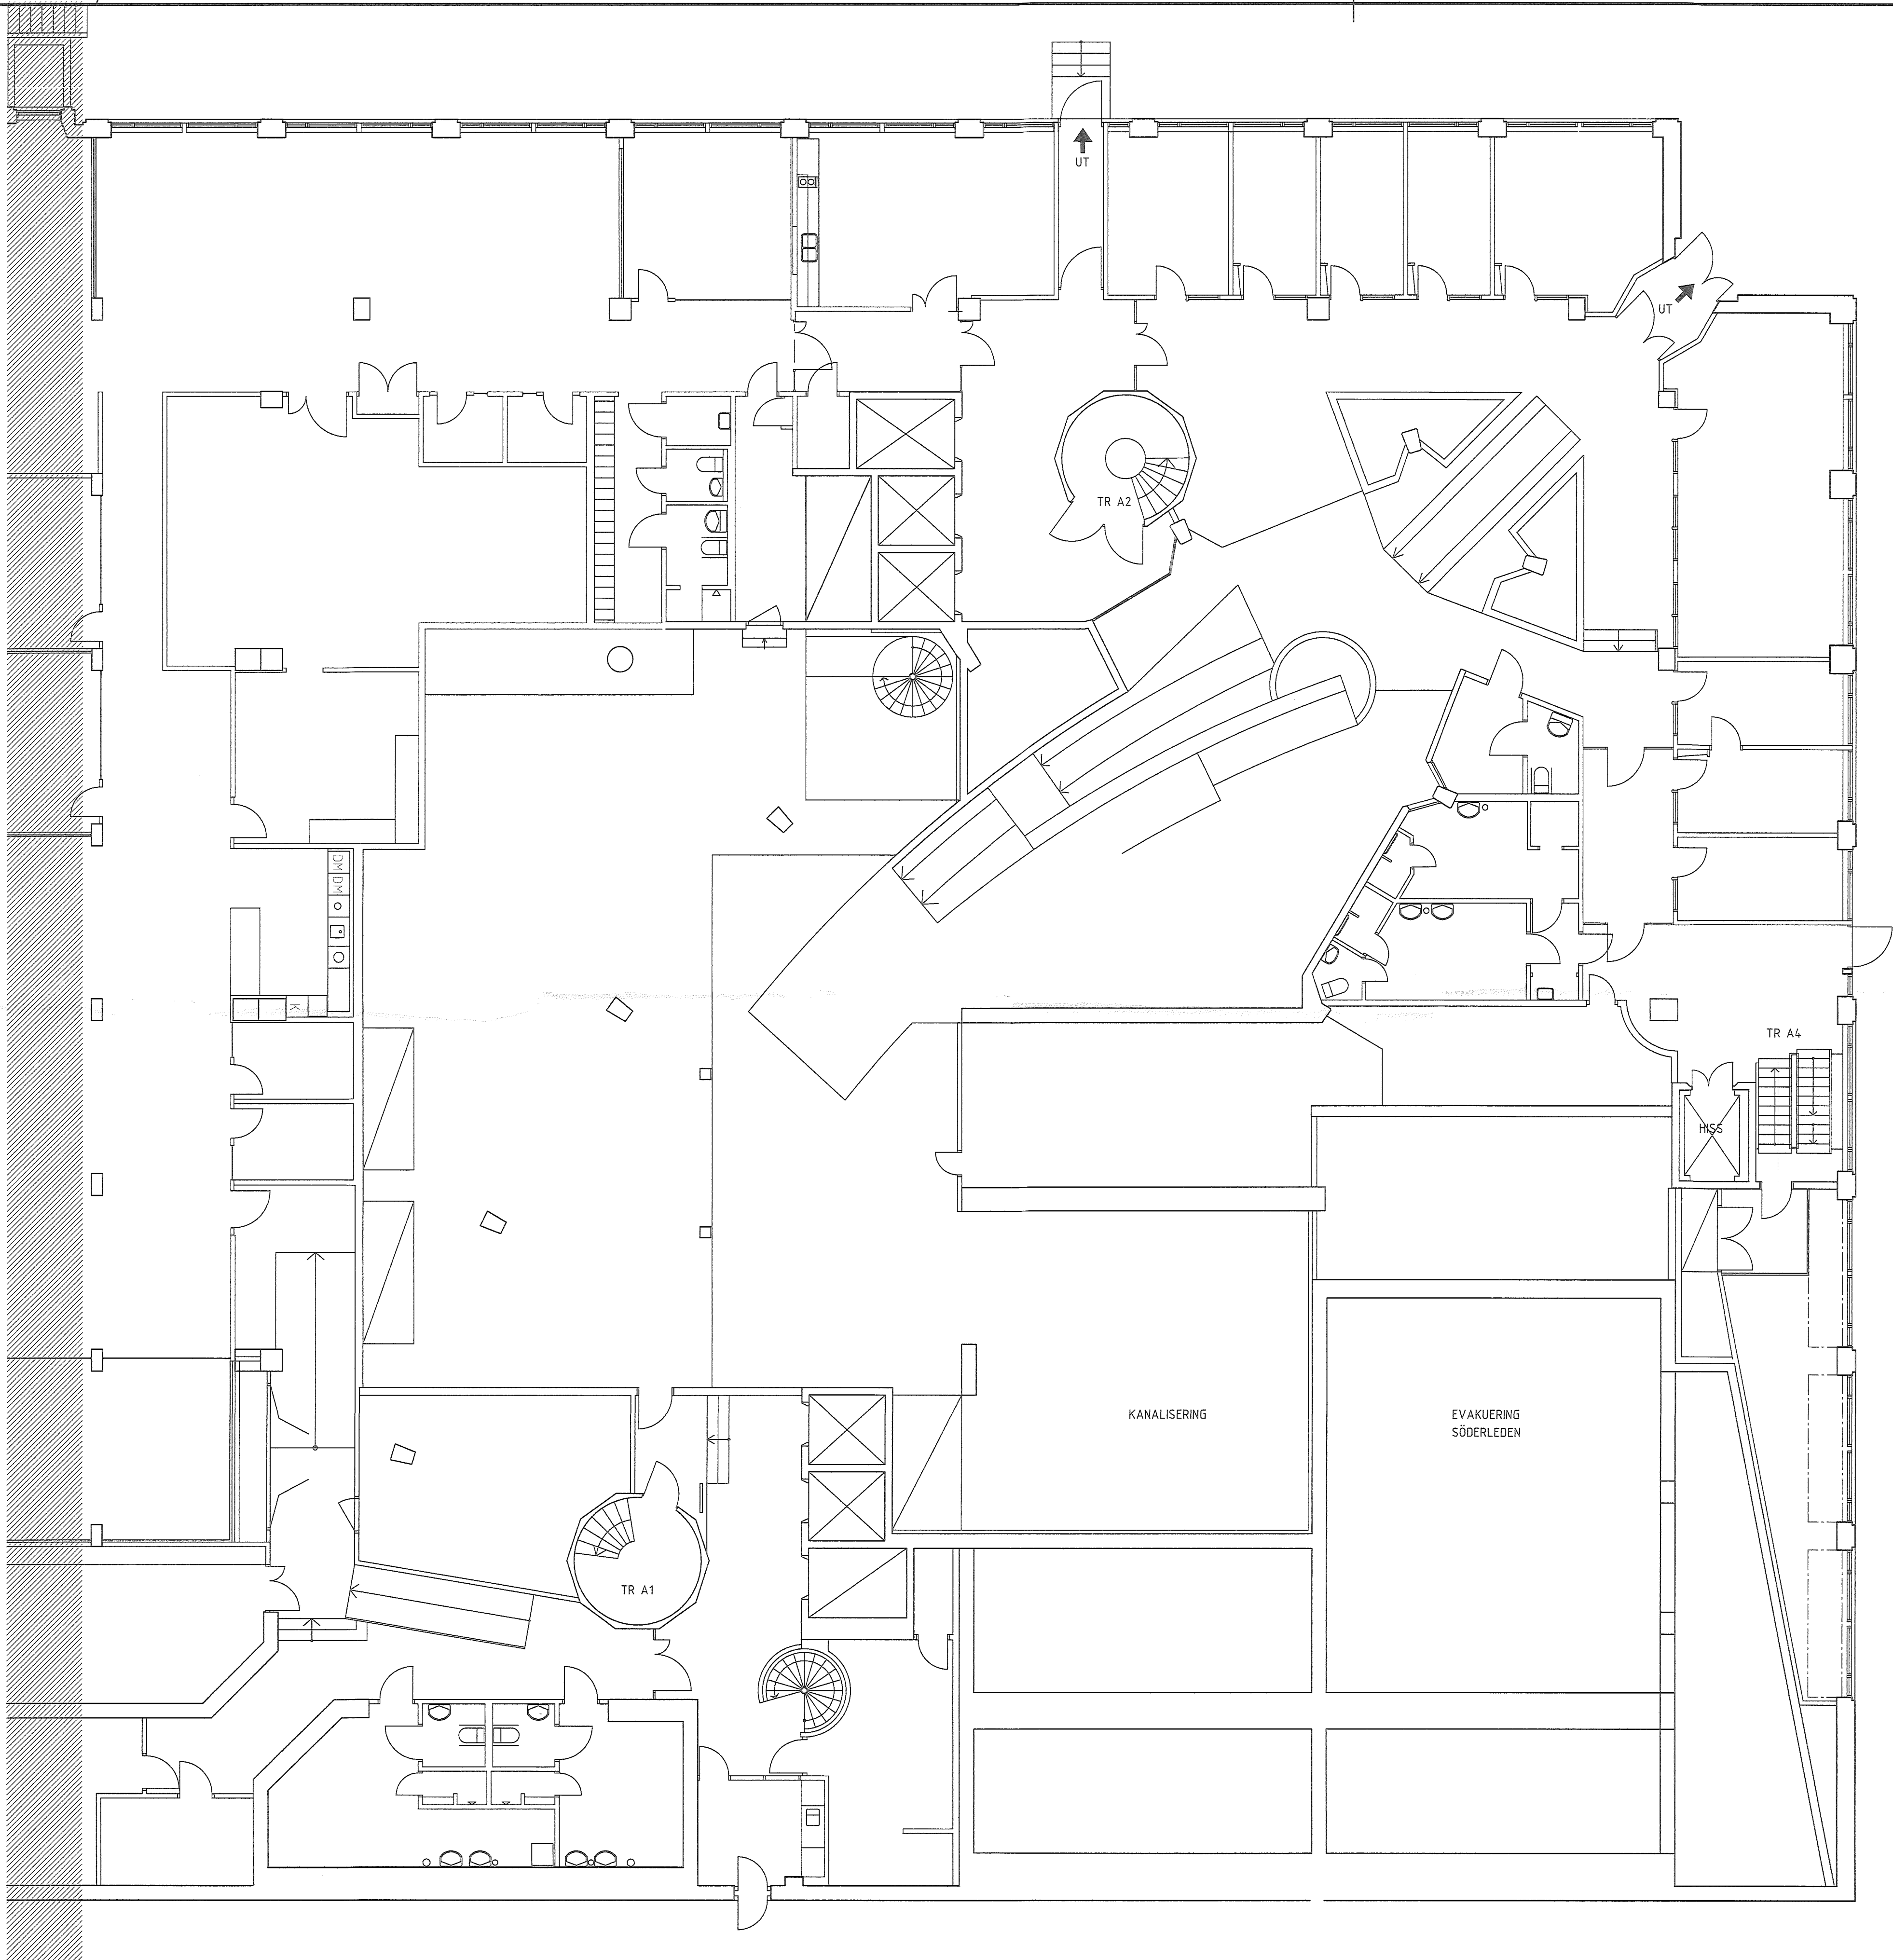 UT
UT
TR A2
DM
DM
K
TR A4
HISS
KANALISERING
EVAKUERING
SÖDERLEDEN
TR A1